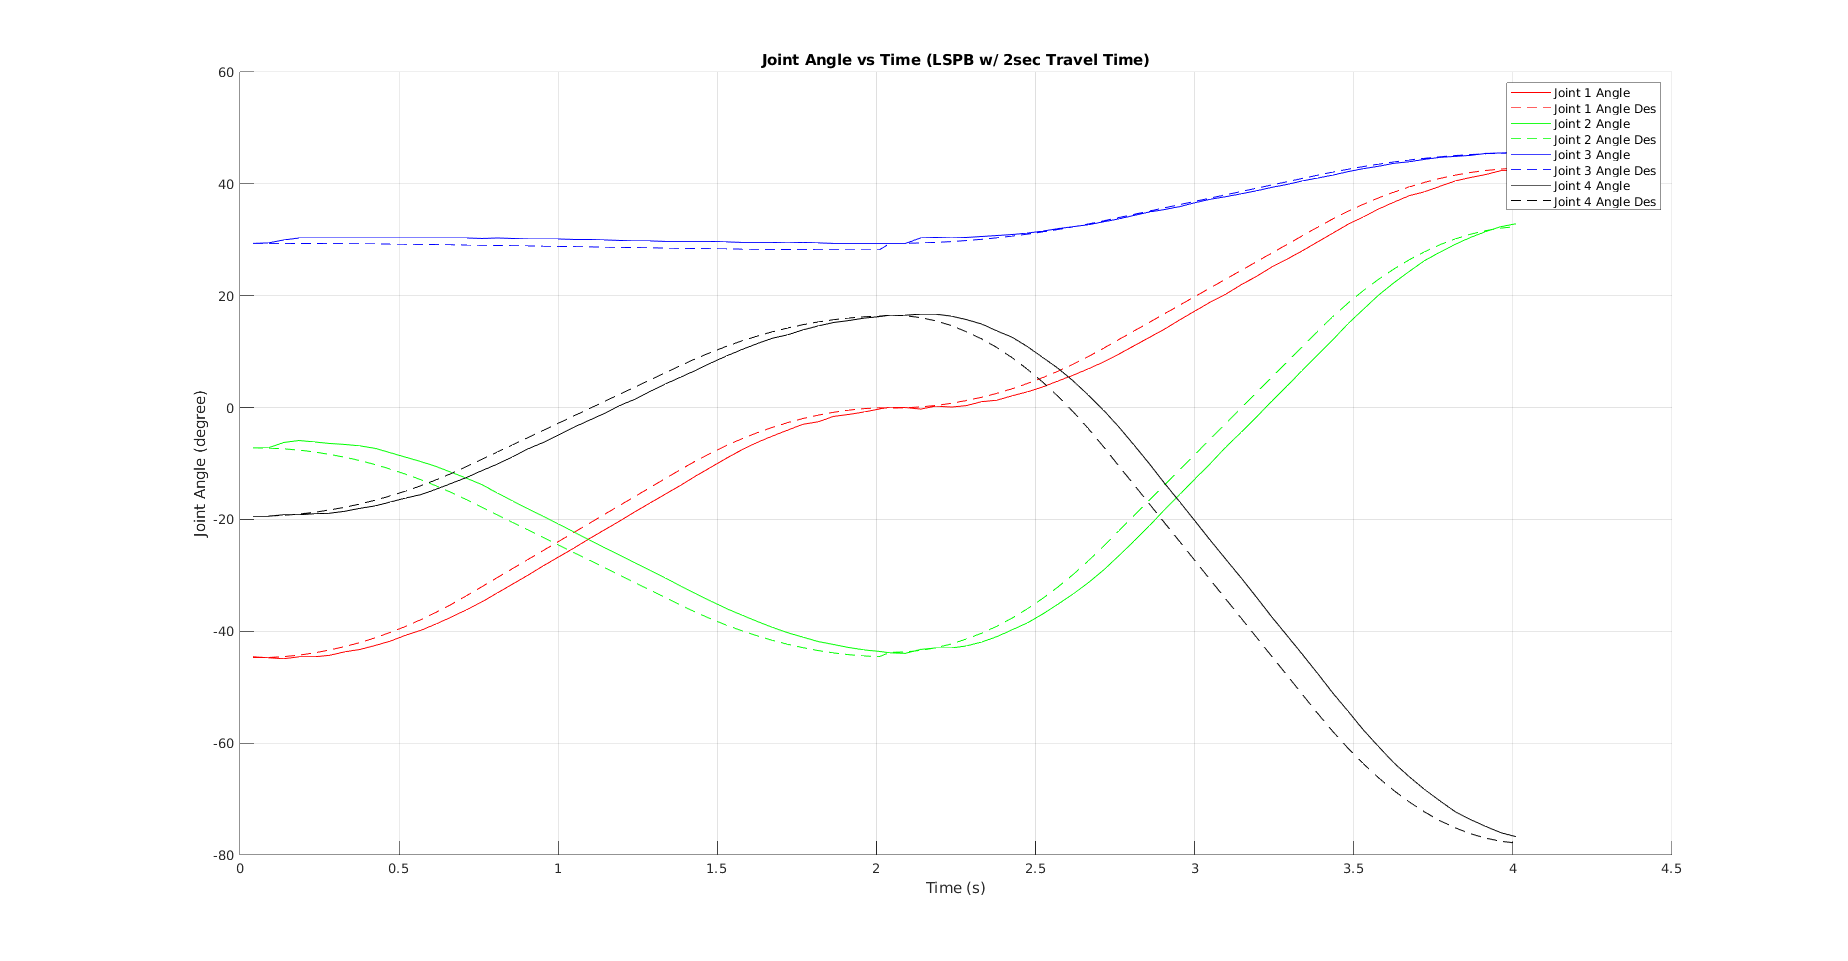 Joint Angle vs Time (LSPB w/ 2sec Travel Time)
60
40
20
0
-20
-40
-60
-80
Joint Angle (degree)
Joint 1 Angle
Joint 1 Angle Des
Joint 2 Angle
Joint 2 Angle Des
Joint 3 Angle
Joint 3 Angle Des
Joint 4 Angle
Joint 4 Angle Des
0 0.5 1 1.5 2 2.5 3 3.5 4 4.5
Time (s)